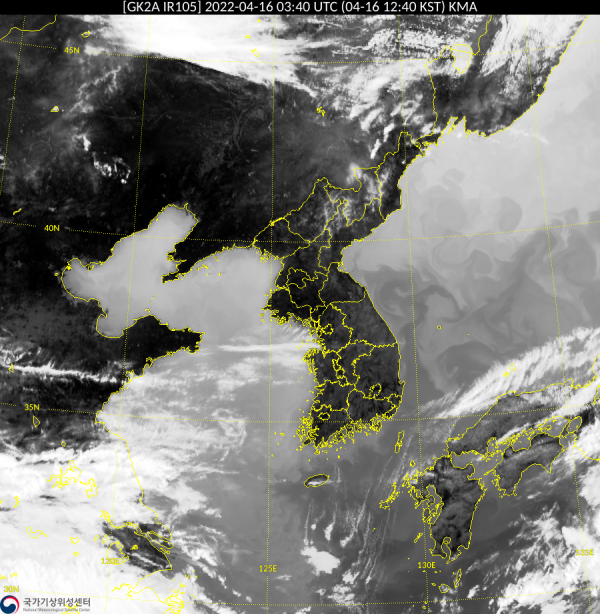 [GK2A IR105] 2022-04-16 03:40 UTC (04-16 12:40 KST) KMA
45N
40N
35N
120E
125E
130E
135E
30N
국가기상위성센터
National Meteorological Satellite Center